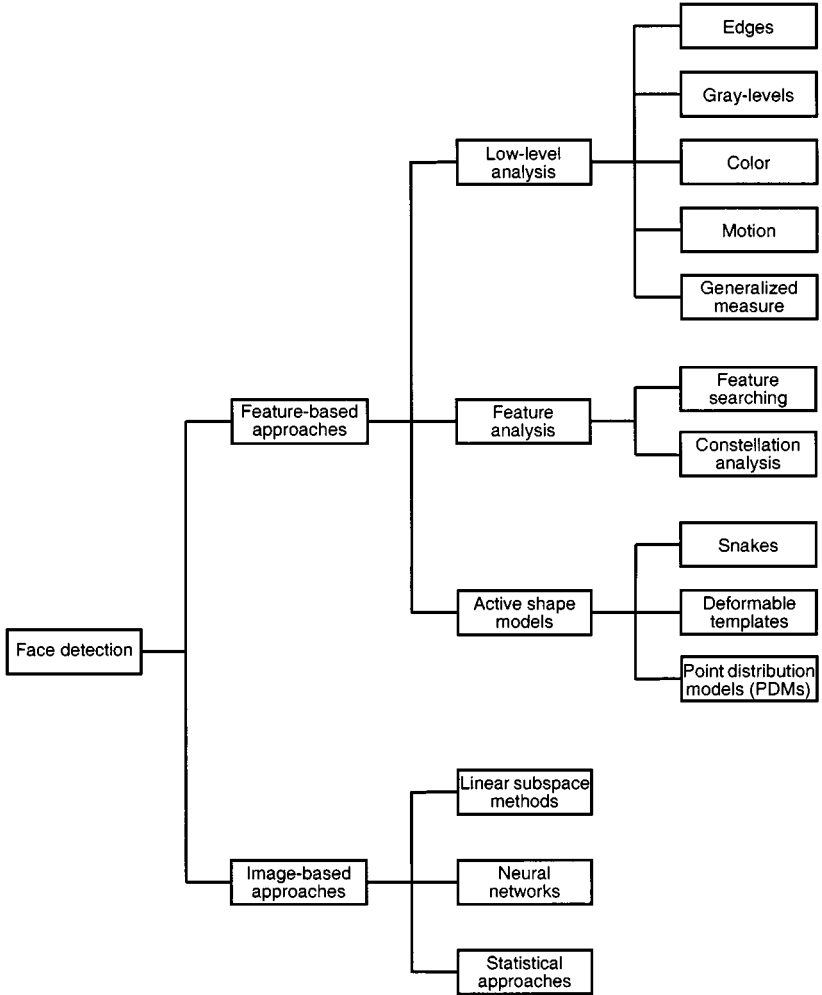 Edges
Gray-levels
Low-level
analysis
Color
Motion
Generalized
measure
Feature-based
approaches
Feature
analysis
Feature
searching
Constellation
analysis
Snakes
Active shape
models
Deformable
templates
Face detection
Point distribution
models (PDMs)
Linear subspace
methods
Image-based
approaches
Neural
networks
Statistical
approaches